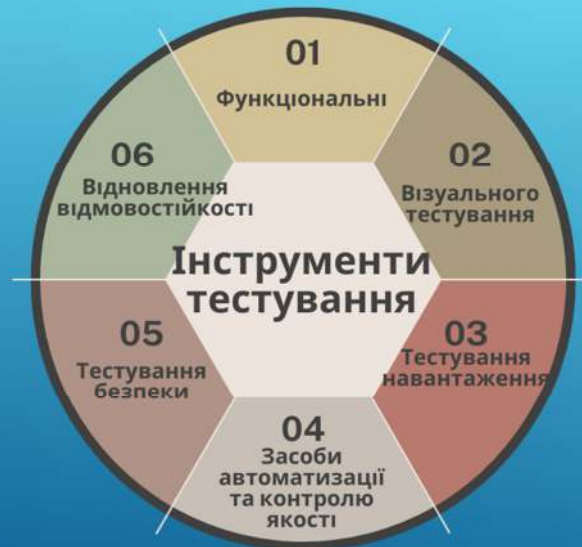 01
Функціональні
02
Візуального
тестування
03
Тестування
навантаження
04
Засоби
автоматизації
та контролю
якості
05
Тестування
безпеки
06
Відновлення
відмовостійкості
Інструменти
тестування